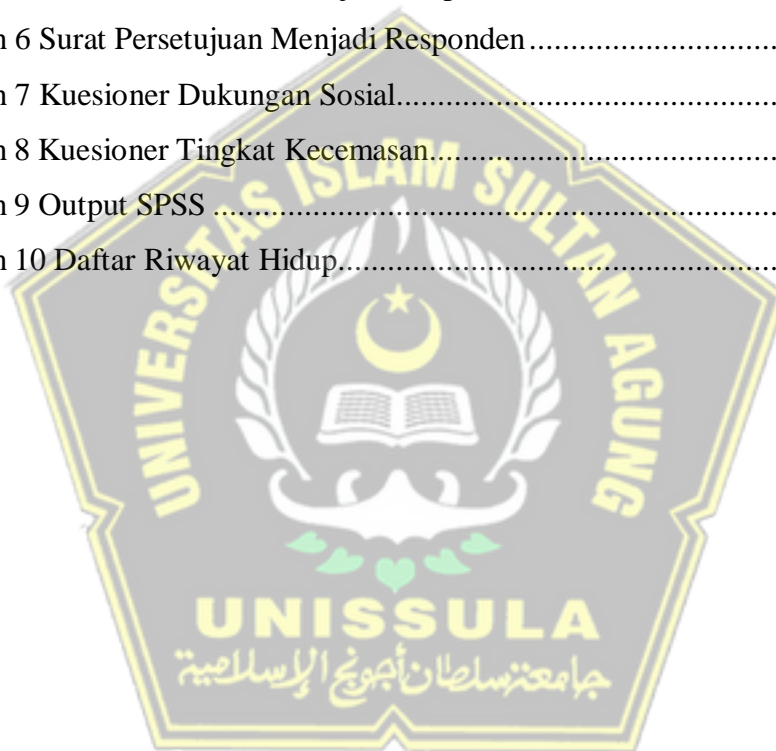 n 6 Surat Persetujuan Menjadi Responden
n 7 Kuesioner Dukungan Sosial
n 8 Kuesioner Tingkat Kecemasan
n 9 Output SPSS
n 10 Daftar Riwayat Hidup
UNIVERSITAS ISLAM SULTAN AGUNG
UNISSULA
جامعة سلطان أجونج الإسلامية